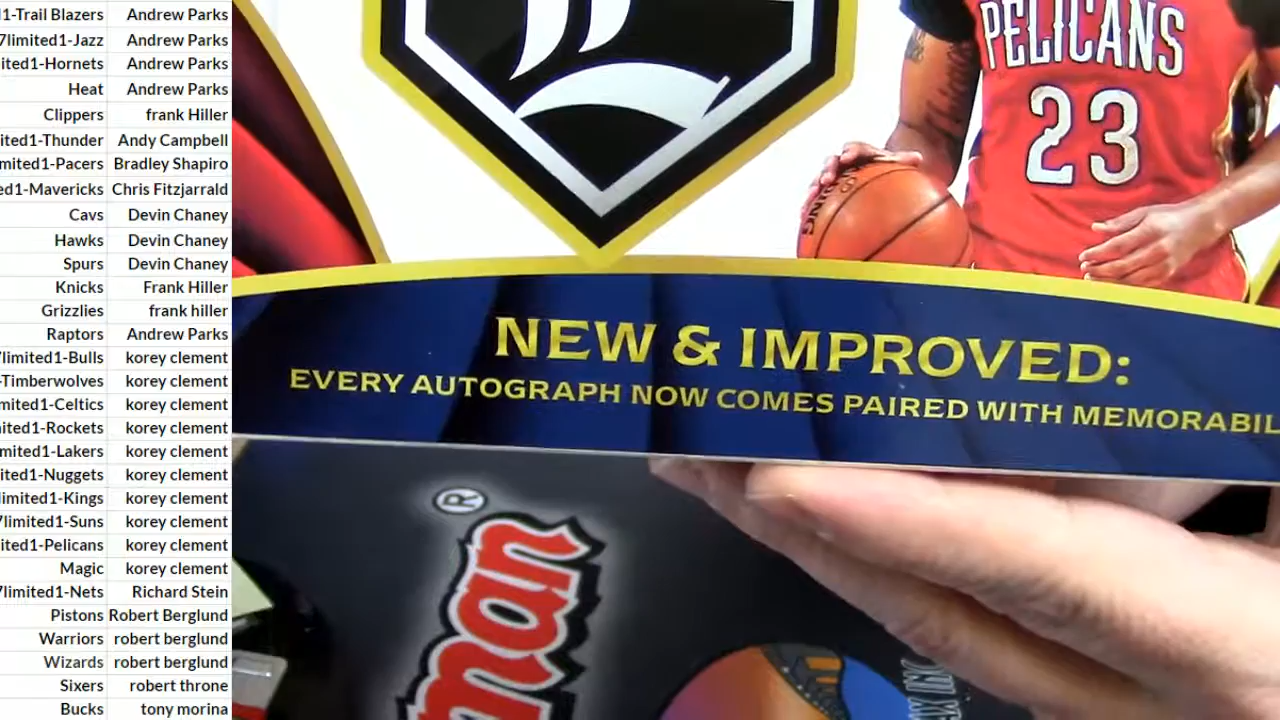 1-Trail Blazers Andrew Parks
7limited1-Jazz Andrew Parks
ited1-Hornets Andrew Parks
Heat Andrew Parks
Clippers frank Hiller
ited1-Thunder Andy Campbell
mited1-Pacers Bradley Shapiro
ed1-Mavericks Chris Fitzjarrald
Cavs Devin Chaney
Hawks Devin Chaney
Spurs Devin Chaney
Knicks Frank Hiller
Grizzlies frank hiller
Raptors Andrew Parks
7limited1-Bulls korey clement
-Timberwolves korey clement
mited1-Celtics korey clement
ited1-Rockets korey clement
mited1-Lakers korey clement
ited1-Nuggets korey clement
limited1-Kings korey clement
7limited1-Suns korey clement
ited1-Pelicans korey clement
Magic korey clement
7limited1-Nets Richard Stein
Pistons Robert Berglund
Warriors robert berglund
Wizards robert berglund
Sixers robert throne
Bucks tony morina
L
PELICANS
23
NEW & IMPROVED:
EVERY AUTOGRAPH NOW COMES PAIRED WITH MEMORABIL
man®